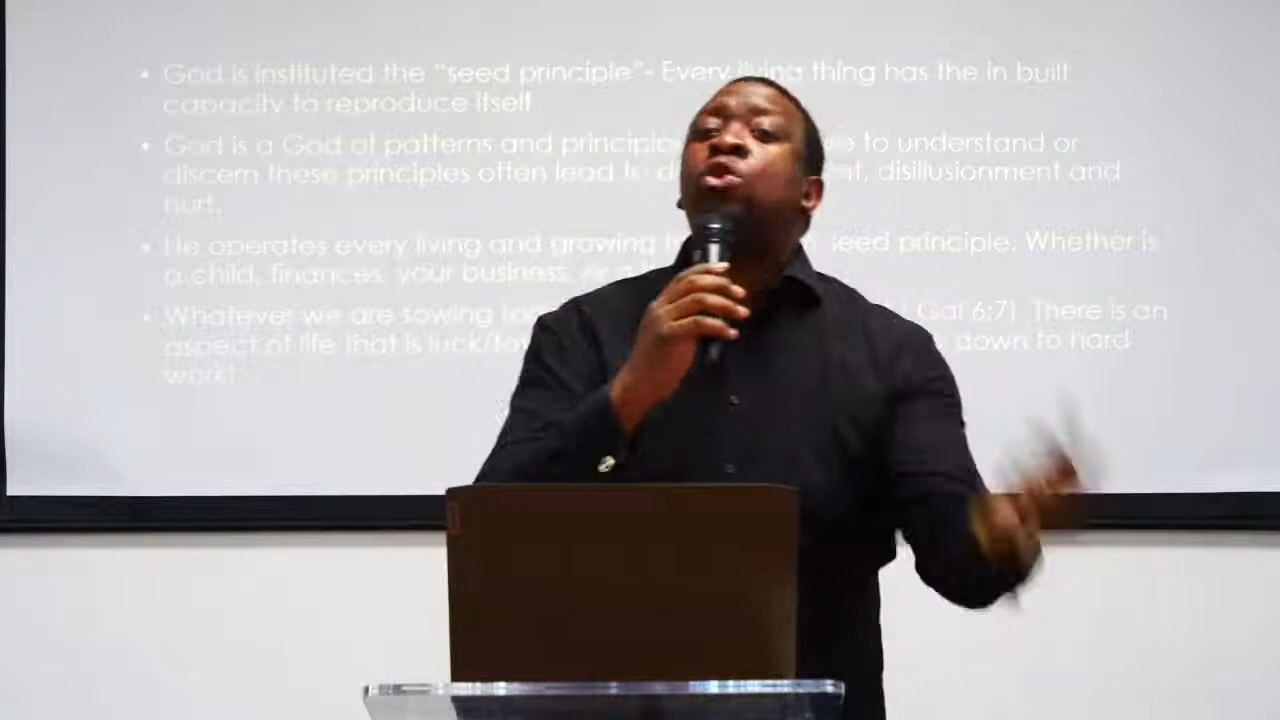 • God is instituted the "seed principle"- Every living thing has the in built
capacity to reproduce itself
• God is a God of patterns and to understand or
discern these principles often lead to disillusionment and
hurt.
• He operates every living and growing seed principle. Whether is
a child, finances, your business,
• Whatever we are sowing Gal 6:7) There is an
aspect of life that is down to hard
work!